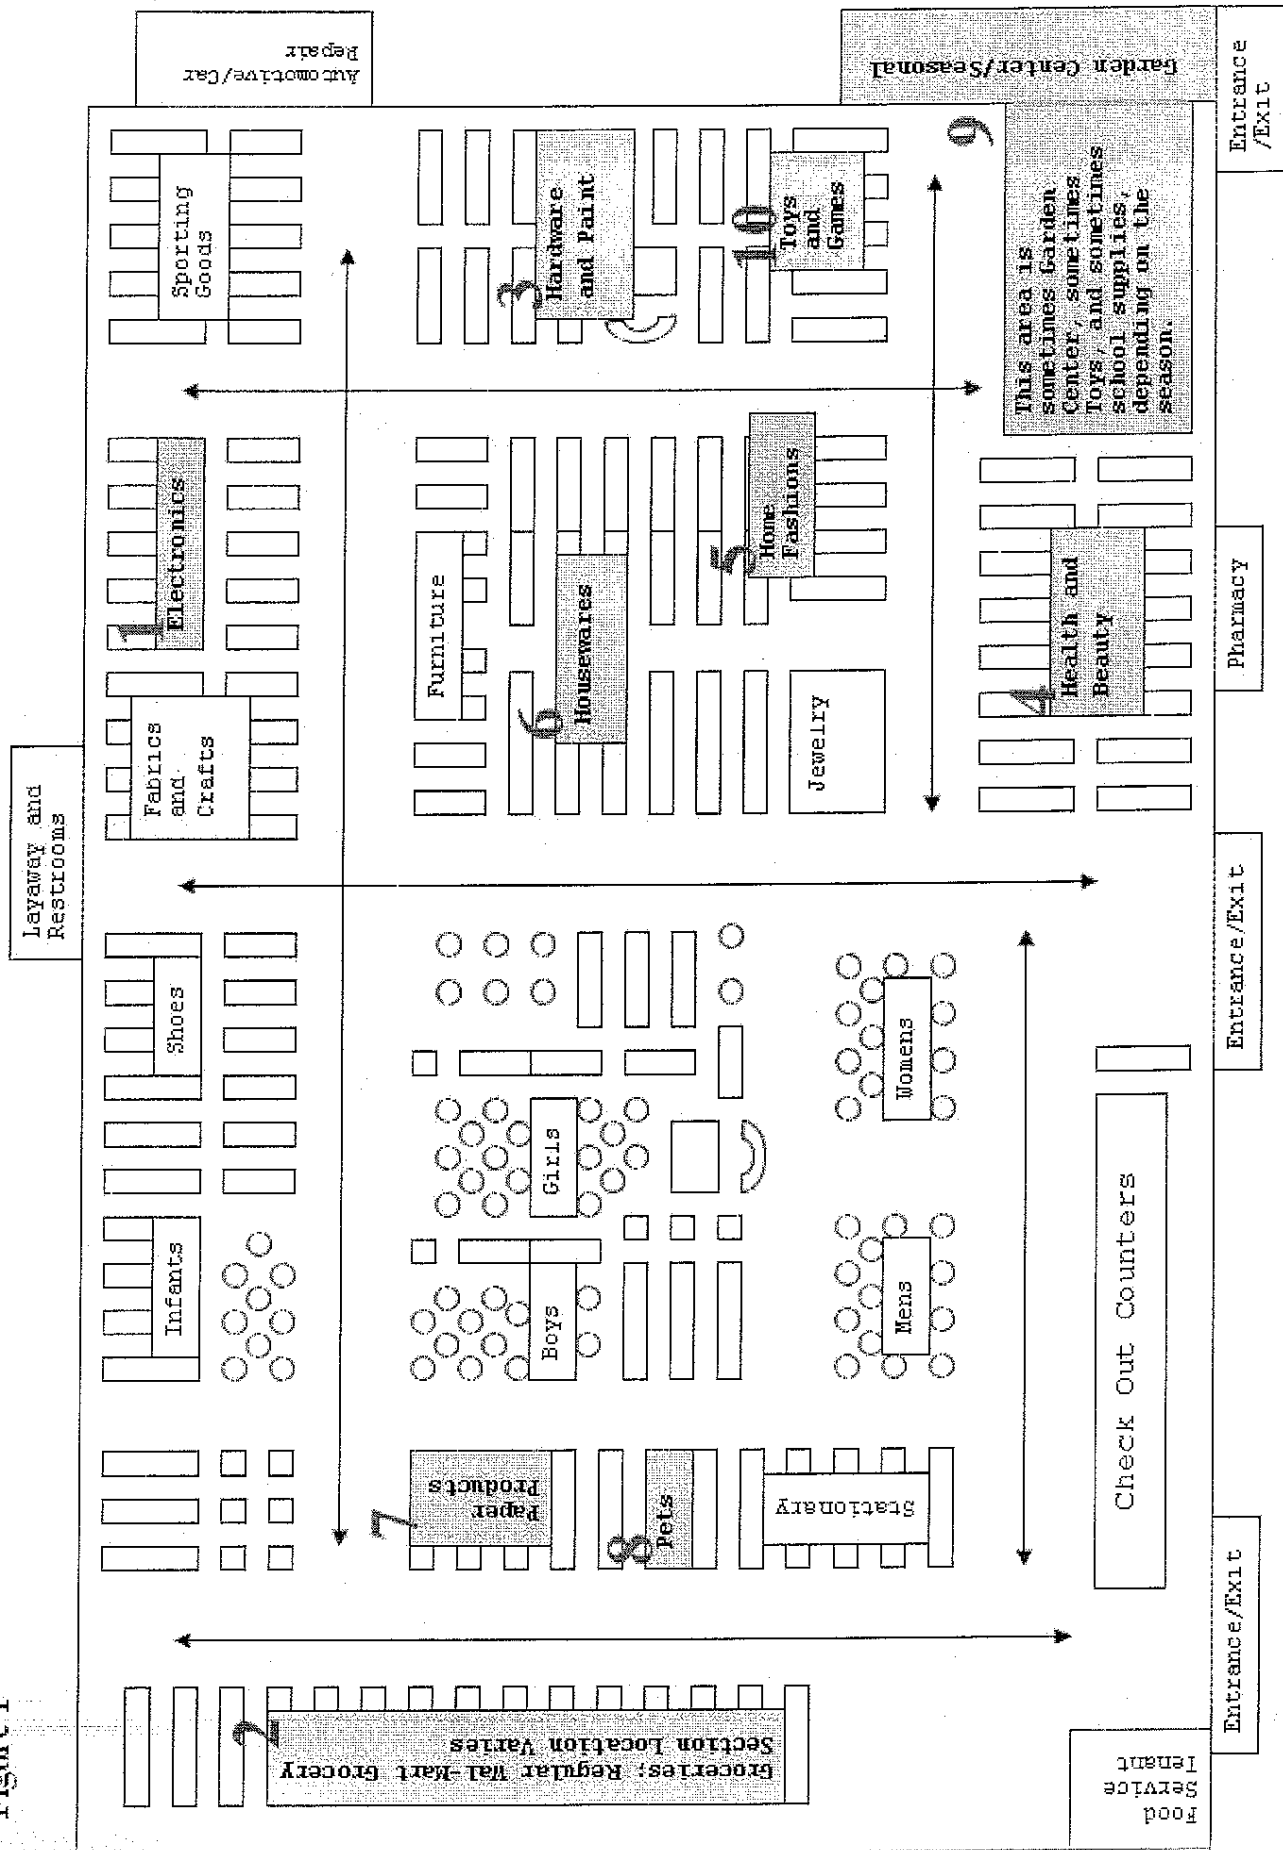 Figure 1
Layaway and
Restrooms
Automotive/Car
Repair
Infants
Shoes
Fabrics
and
Crafts
1
Electronics
Sporting
Goods
2
Groceries; Regular Wal-Mart Grocery
Section Location Varies
7
Paper
Products
8
Pets
Stationary
Boys
Girls
Mens
Womens
Furniture
6
Housewares
5
Home
Fashions
Jewelry
3
Hardware
and Paint
10
Toys
and
Games
4
Health and
Beauty
9
This area is
sometimes Garden
Center, sometimes
Toys, and sometimes
school supplies,
depending on the
season.
Garden Center/Seasonal
Check Out Counters
Food
Service
Tenant
Entrance/Exit
Entrance/Exit
Pharmacy
Entrance
/Exit